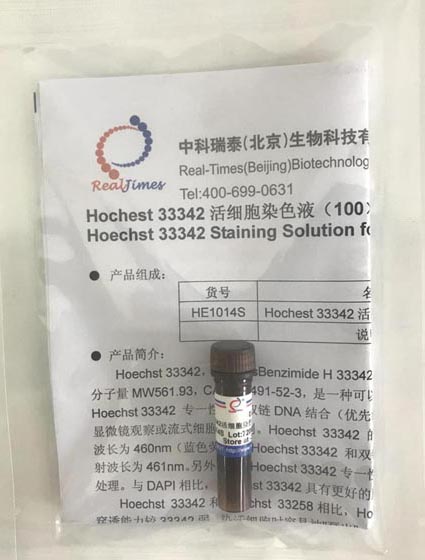 RealTimes
中科瑞泰(北京)生物科技有
Real-Times(Beijing)Biotechnolog
Tel:400-699-0631
Hochest 33342 活细胞染色液（100
Hoechst 33342 Staining Solution fo
● 产品组成：
货号
HE1014S Hochest 33342 活
说
● 产品简介：
Hoechst 33342, sBenzimide H 33342
分子量 MW561.93, C 491-52-3, 是一种可以
Hoechst 33342 专一性 双链 DNA 结合（优先
显微镜观察或流式细胞 Hoechst 33342 的
波长为 460nm（蓝色 Hoechst 33342 和双
射波长为 461nm. 另外 Hoechst 33342 专一性
处理。与 DAPI 相比, 33342 具有更好的
Hoechst 33342 和 chst 33258 相比, Ho
Lot:
Store